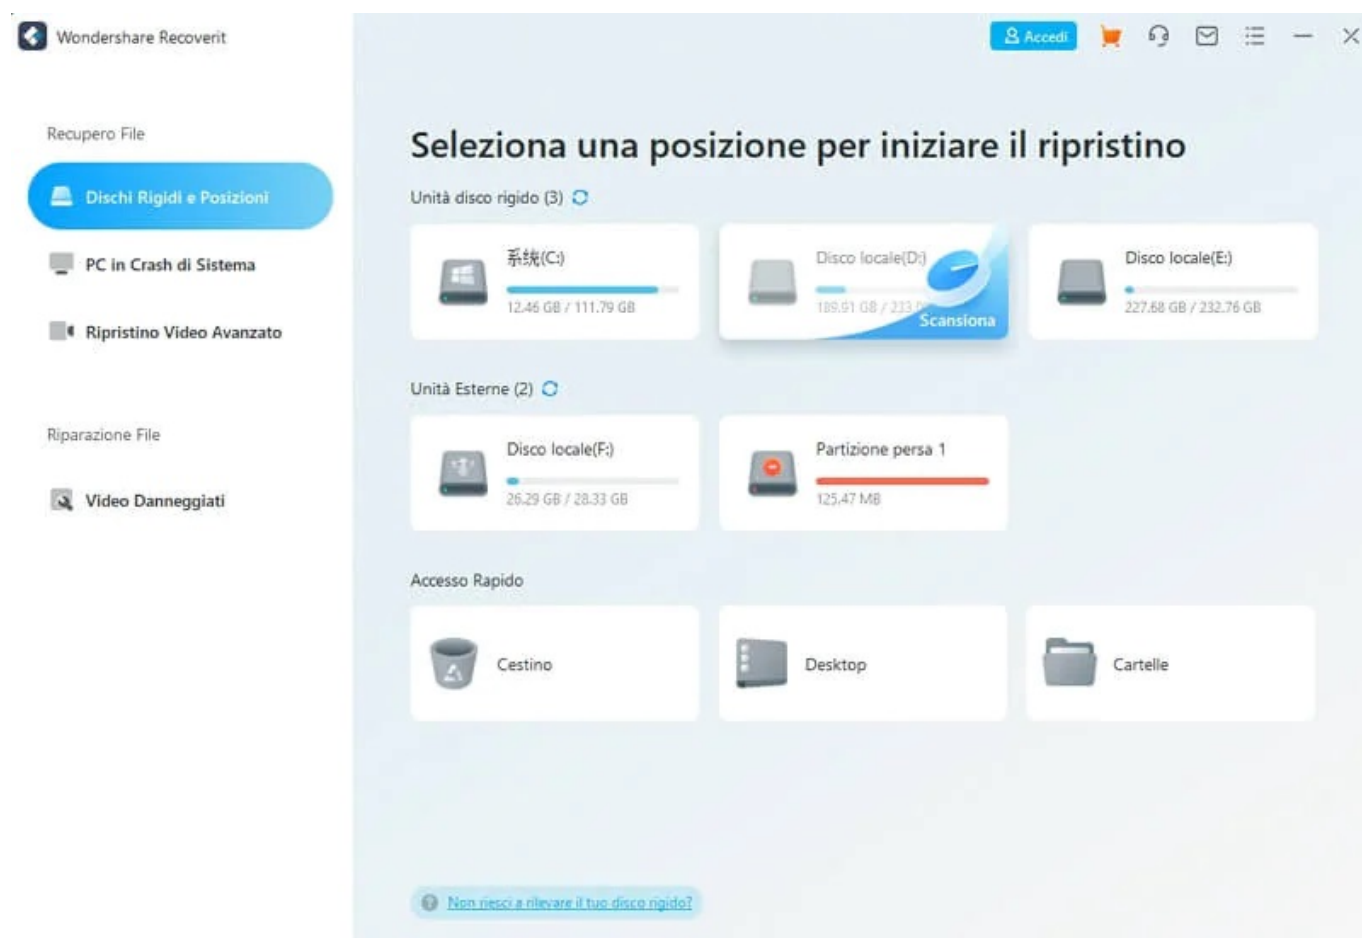 Wondershare Recoverit
Accedi
Recupero File
Dischi Rigidi e Posizioni
PC in Crash di Sistema
Ripristino Video Avanzato
Riparazione File
Video Danneggiati
Seleziona una posizione per iniziare il ripristino
Unità disco rigido (3)
系统(C:)
12.46 GB / 111.79 GB
Disco locale(D:)
189.91 GB /
Scansiona
Disco locale(E:)
227.68 GB / 232.76 GB
Unità Esterne (2)
Disco locale(F:)
26.29 GB / 28.33 GB
Partizione persa 1
125.47 MB
Accesso Rapido
Cestino
Desktop
Cartelle
Non riesci a rilevare il tuo disco rigido?